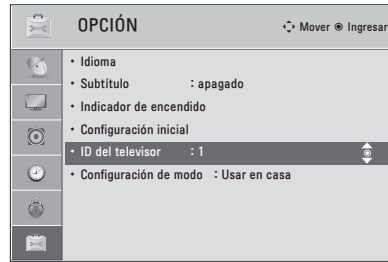 OPCIÓN
Mover
Ingresar
• Idioma
• Subtítulo : apagado
• Indicador de encendido
• Configuración inicial
• ID del televisor : 1
• Configuración de modo : Usar en casa